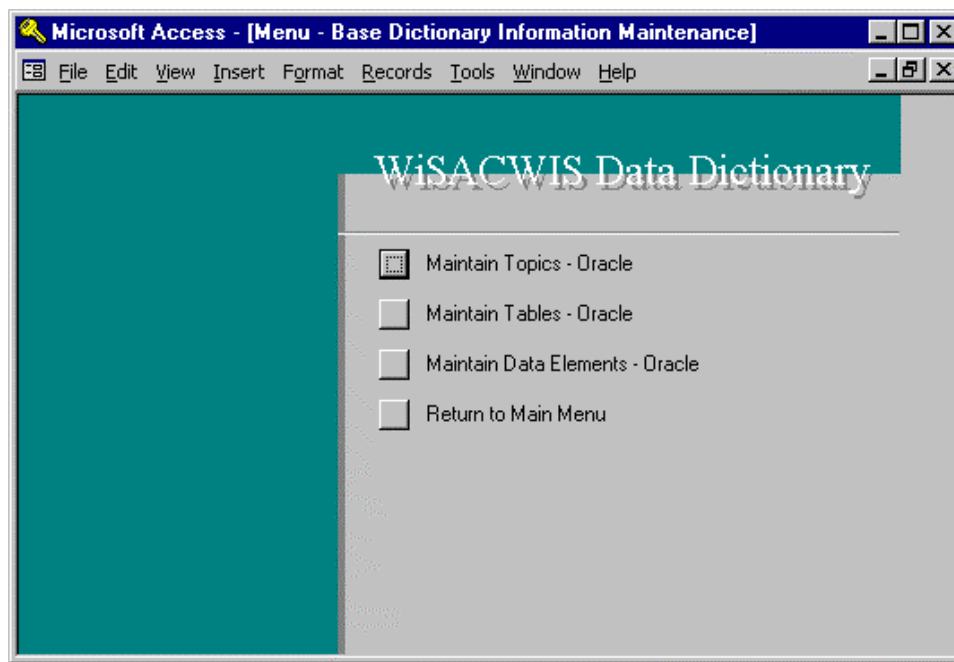 Microsoft Access - [Menu - Base Dictionary Information Maintenance]
File Edit View Insert Format Records Tools Window Help
WiSACWIS Data Dictionary
Maintain Topics - Oracle
Maintain Tables - Oracle
Maintain Data Elements - Oracle
Return to Main Menu